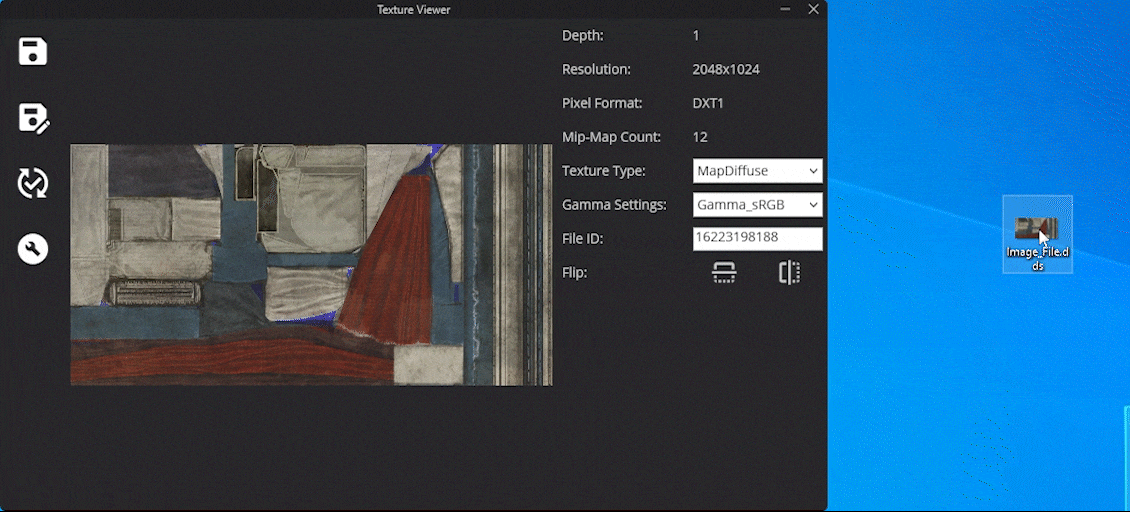 Texture Viewer
Depth: 1
Resolution: 2048x1024
Pixel Format: DXT1
Mip-Map Count: 12
Texture Type: MapDiffuse
Gamma Settings: Gamma_sRGB
File ID: 16223198188
Flip:
Image_File.d
ds